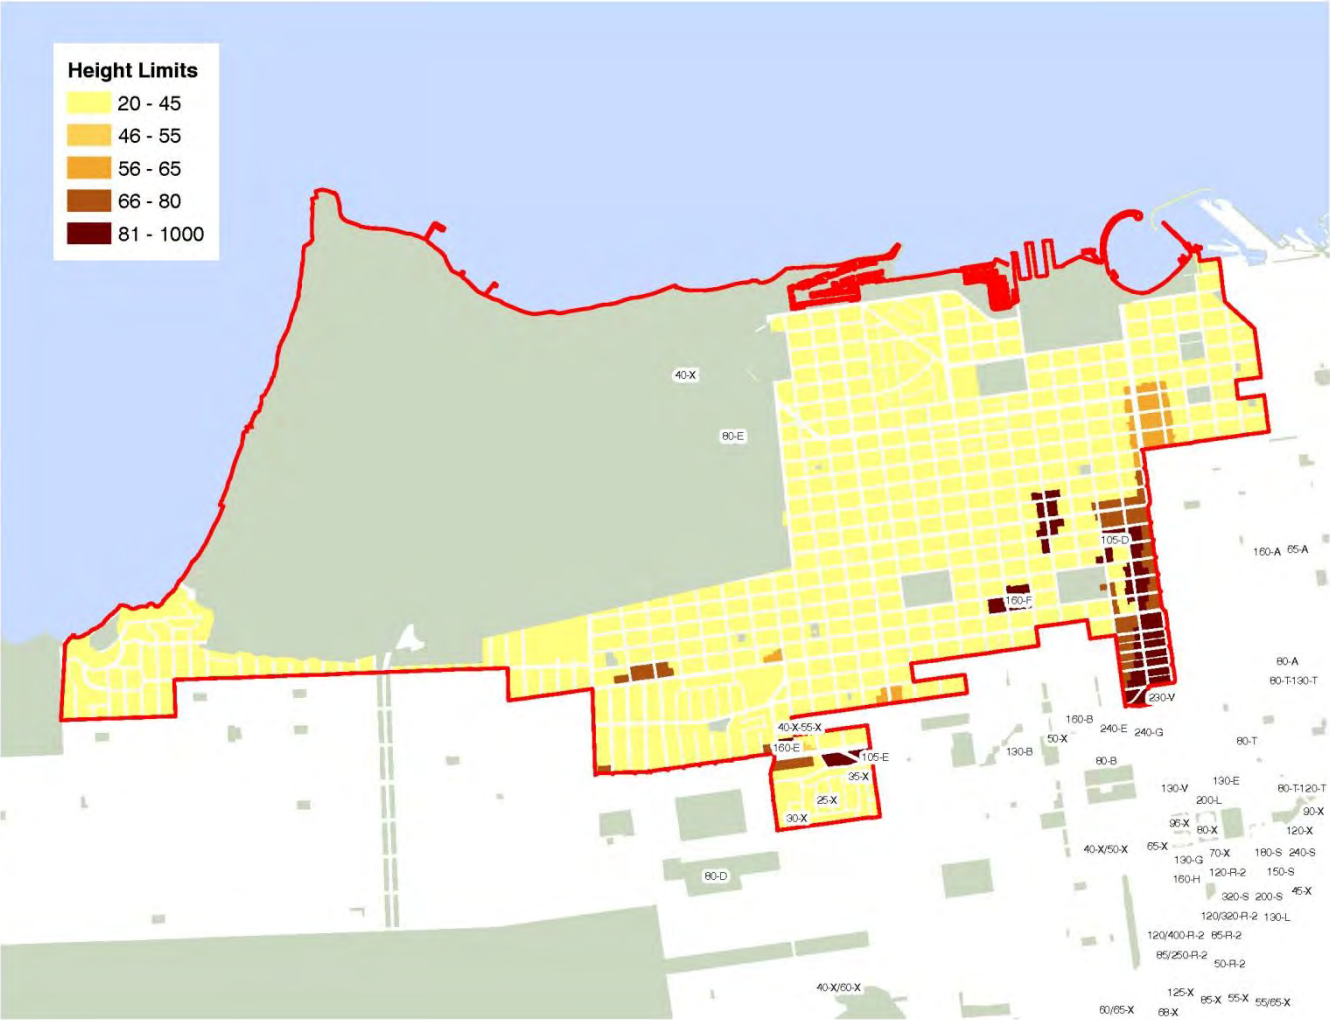 Height Limits
20 - 45
46 - 55
56 - 65
66 - 80
81 - 1000
40-X
80-E
105-D
160-A 65-A
160-F
80-A
80-T-130-T
230-V
160-B
40-X-55-X
240-E 240-G
50-X
80-T
160-E
130-B
105-E
80-B
35-X
130-E
130-V
80-T-120-T
25-X
200-L
90-X
30-X
96-X
80-X
120-X
65-X
40-X/50-X
70-X
180-S 240-S
130-G
120-R-2
150-S
80-D
160-H
45-X
320-S 200-S
120/320-R-2 130-L
120/400-R-2 85-R-2
85/250-R-2
50-R-2
40-X/60-X
125-X
85-X 55-X 55/65-X
60/65-X
68-X